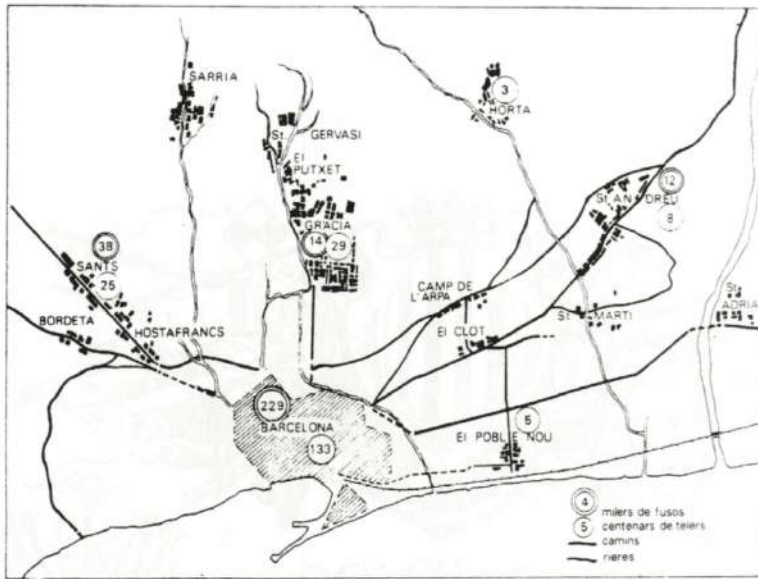 SARRIA
St. GERVASI
El
PUTXET
3
HORTA
12
St. ANDREU
8
GRÀCIA
14 29
38
SANTS
25
CAMP DE
L'ARPA
BORDETA
HOSTAFRANCS
El CLOT
St. MARTI
St.
ADRIA
229
BARCELONA
133
5
El POBLE NOU
4 milers de fusos
5 centenars de telers
camins
rieres